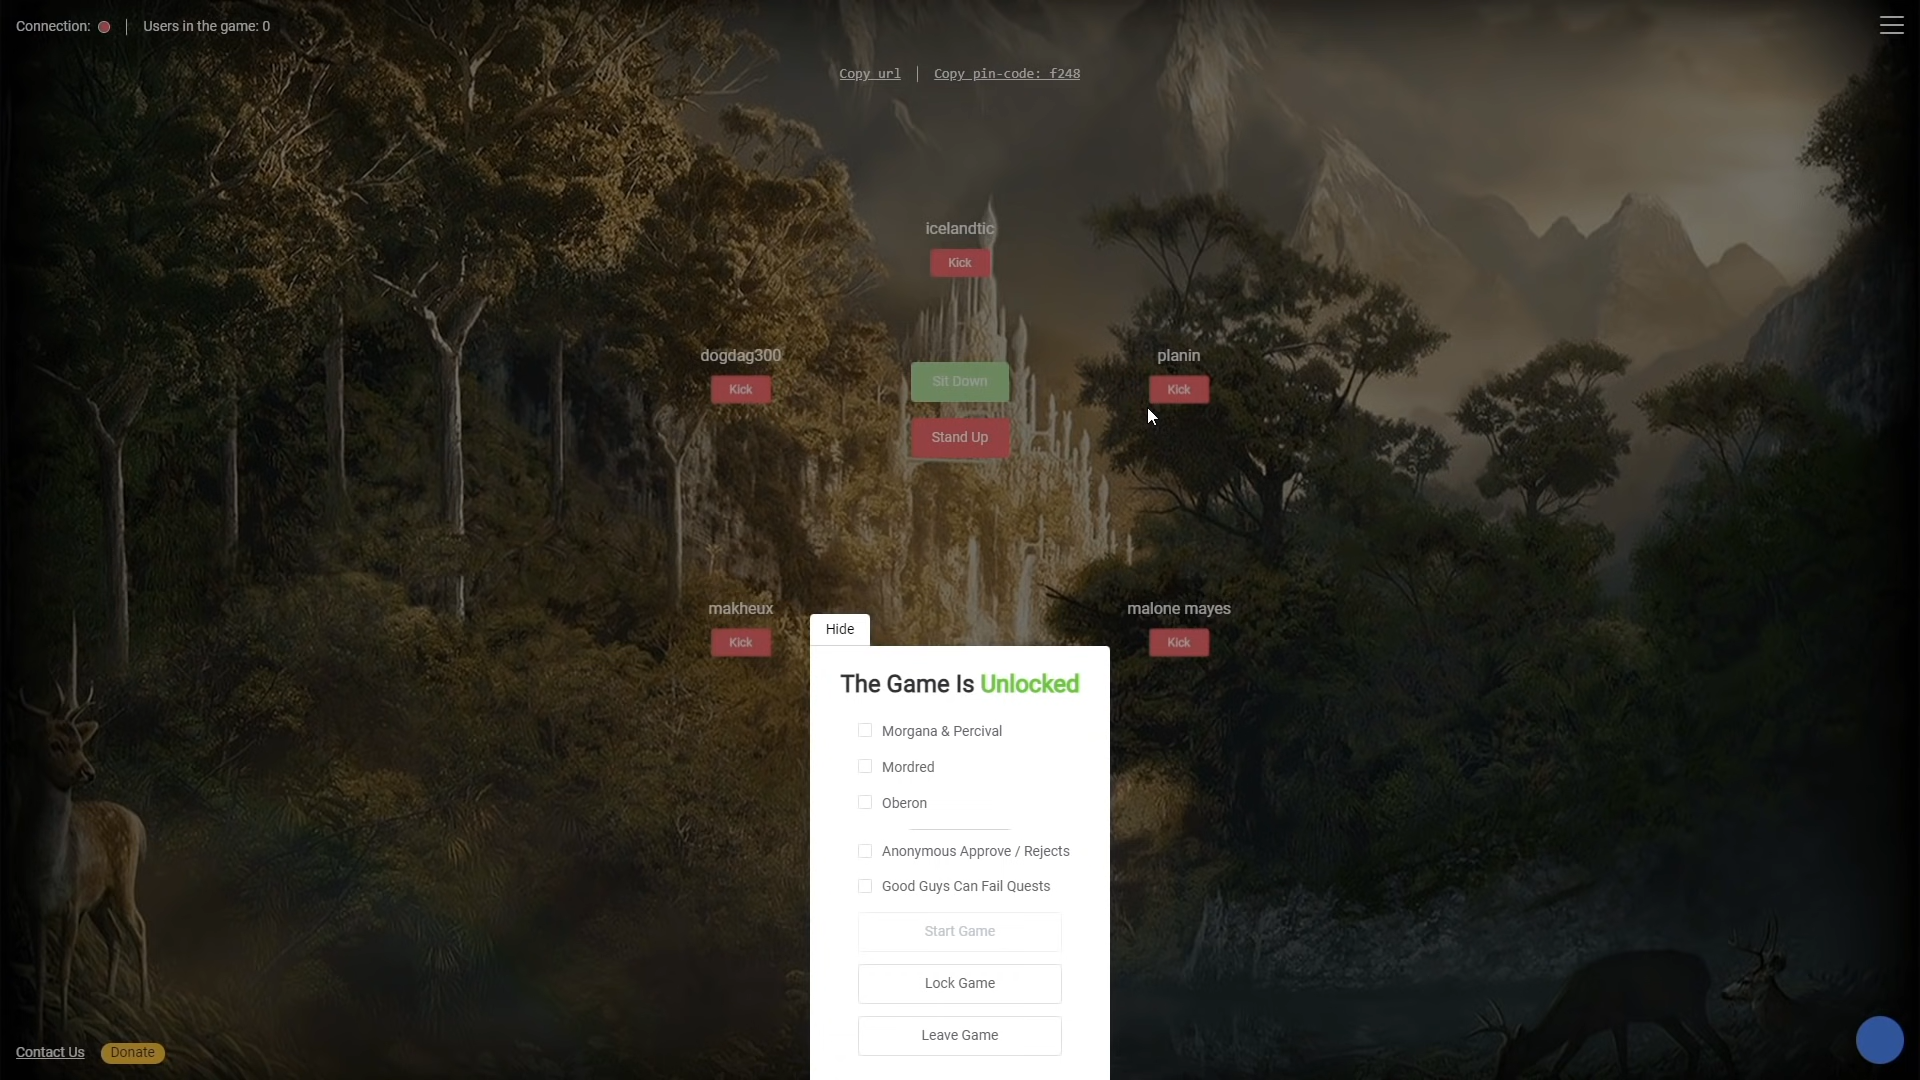 Connection:
Users in the game: 0
Copy url
Copy pin-code: f248
icelandtic
Kick
dogdag300
Kick
planin
Kick
Sit Down
Stand Up
makheux
Kick
malone mayes
Kick
Hide
The Game Is Unlocked
Morgana & Percival
Mordred
Oberon
Anonymous Approve / Rejects
Good Guys Can Fail Quests
Start Game
Lock Game
Leave Game
Contact Us
Donate